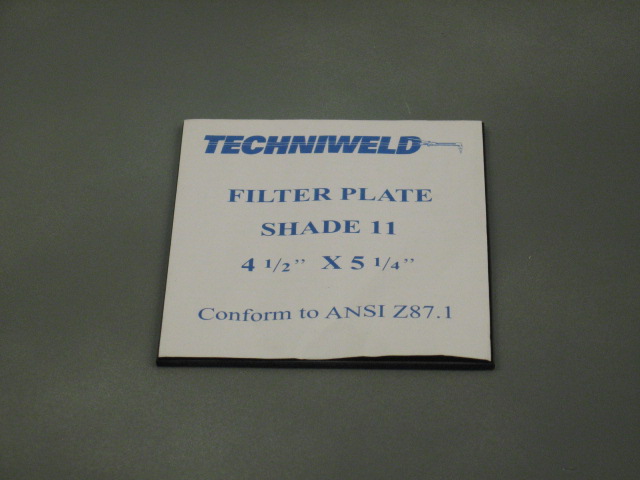 TECHNIWELD
FILTER PLATE
SHADE 11
4 1/2” X 5 1/4”
Conform to ANSI Z87.1